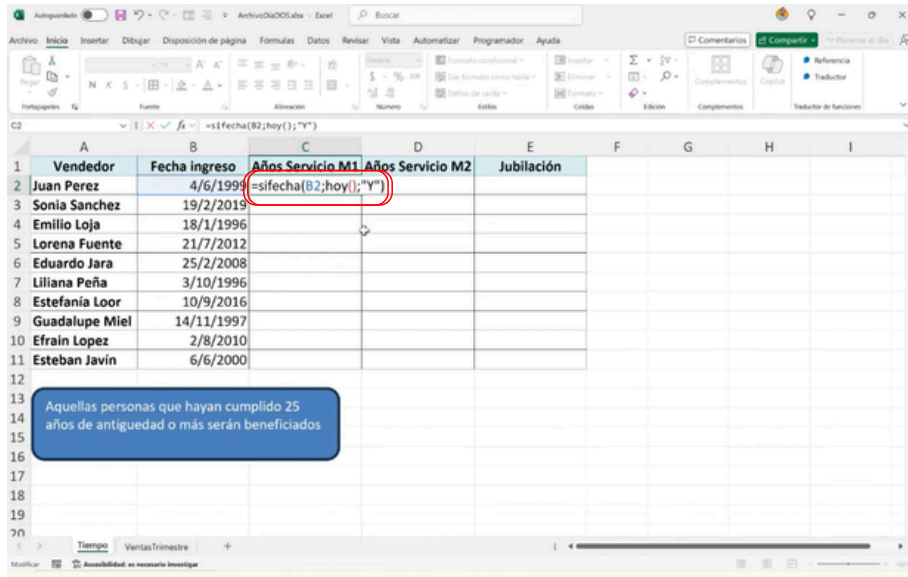 Autoguardado ArchivoDíaDOS.xlsx - Excel Buscar
Archivo Inicio Insertar Dibujar Disposición de página Fórmulas Datos Revisar Vista Automatizar Programador Ayuda Comentarios Compartir Ponerse al día
Pegar
N K S
General
$ % 000
Formato condicional
Dar formato como tabla
Estilos de celda
Insertar
Eliminar
Formato
Complementos
Copilot
Referencia
Traductor
Portapapeles Fuente Alineación Número Estilos Celdas Edición Complementos Traductor de funciones
C2 fx =sifecha(B2;hoy();"Y")
A B C D E F G H I
1 Vendedor Fecha ingreso Años Servicio M1 Años Servicio M2 Jubilación
2 Juan Perez 4/6/1999 =sifecha(B2;hoy();"Y")
3 Sonia Sanchez 19/2/2019
4 Emilio Loja 18/1/1996
5 Lorena Fuente 21/7/2012
6 Eduardo Jara 25/2/2008
7 Liliana Peña 3/10/1996
8 Estefanía Loor 10/9/2016
9 Guadalupe Miel 14/11/1997
10 Efrain Lopez 2/8/2010
11 Esteban Javín 6/6/2000
12
13
14
15
16
17
18
19
20
Aquellas personas que hayan cumplido 25
años de antiguedad o más serán beneficiados
Tiempo VentasTrimestre +
Modificar Accesibilidad: es necesario investigar